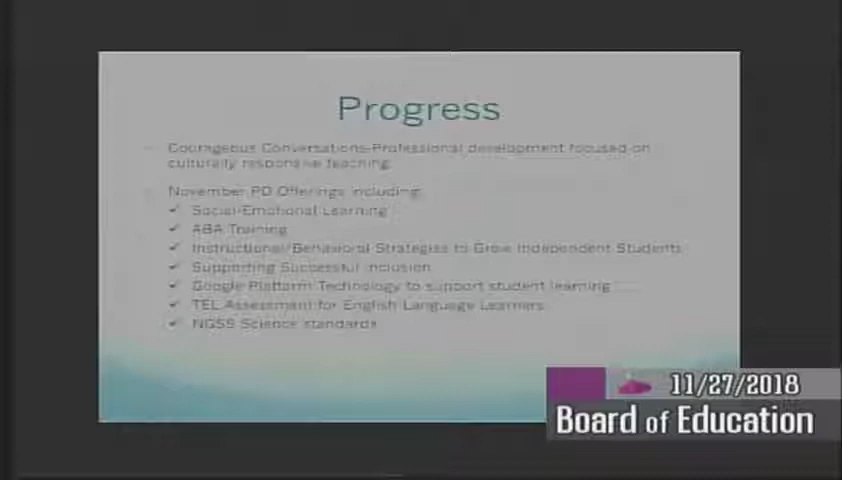 Progress
Courageous Conversations-Professional development focused on
culturally responsive teaching
November PD Offerings including:
Social-Emotional Learning
ABA Training
Instructional/Behavioral Strategies to Grow Independent Students
Supporting Successful Inclusion
Google Platform Technology to support student learning
TEL Assessment for English Language Learners
NGSS Science standards
11/27/2018
Board of Education